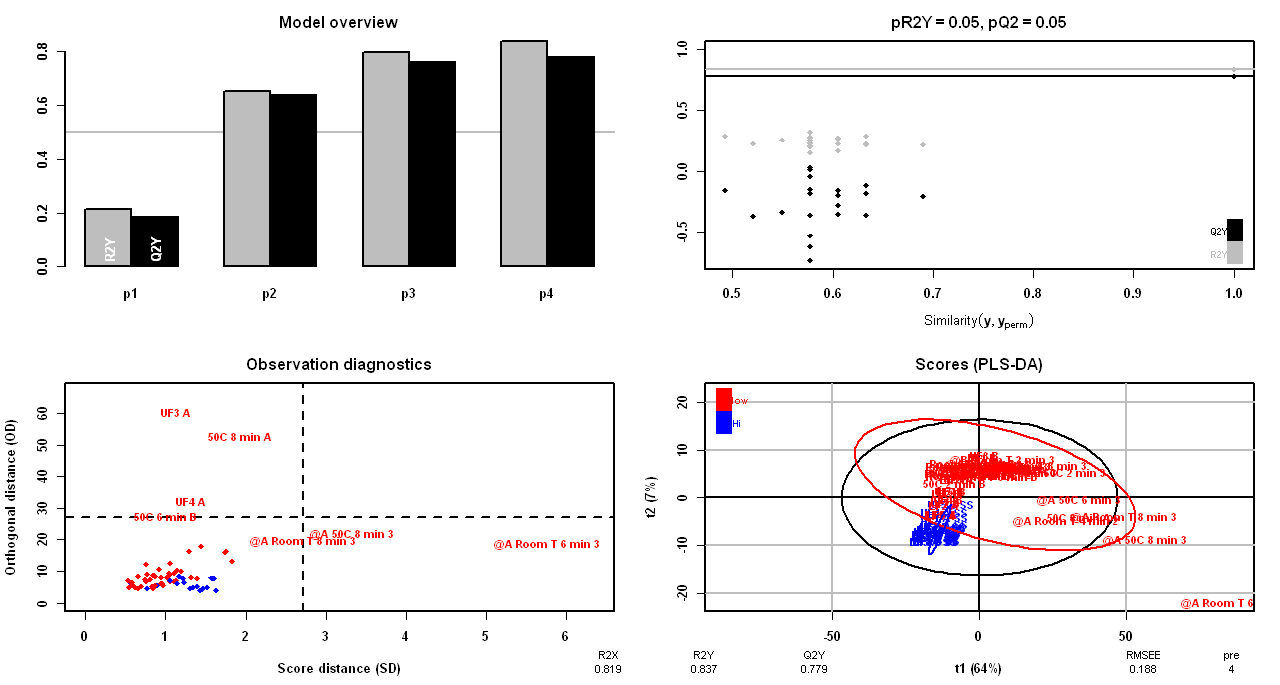 Model overview
0.8
0.6
0.4
0.2
0.0
R2Y
Q2Y
p1
p2
p3
p4
pR2Y = 0.05, pQ2 = 0.05
1.0
0.5
0.0
-0.5
Q2Y
R2Y
0.5
0.6
0.7
0.8
0.9
1.0
Similarity(y, yperm)
Observation diagnostics
Orthogonal distance (OD)
60
50
40
30
20
10
0
UF3 A
50C 8 min A
UF4 A
50C 6 min B
@A Room T 8 min 3
@A 50C 8 min 3
@A Room T 6 min 3
0
1
2
3
4
5
6
Score distance (SD)
R2X
0.819
Scores (PLS-DA)
t2 (7%)
20
10
0
-10
-20
Hi
@A 50C 6 min 3
@A Room T 8 min 3
@A 50C 8 min 3
@A Room T 6
-50
0
50
t1 (64%)
R2Y
0.837
Q2Y
0.779
RMSEE
0.188
pre
4